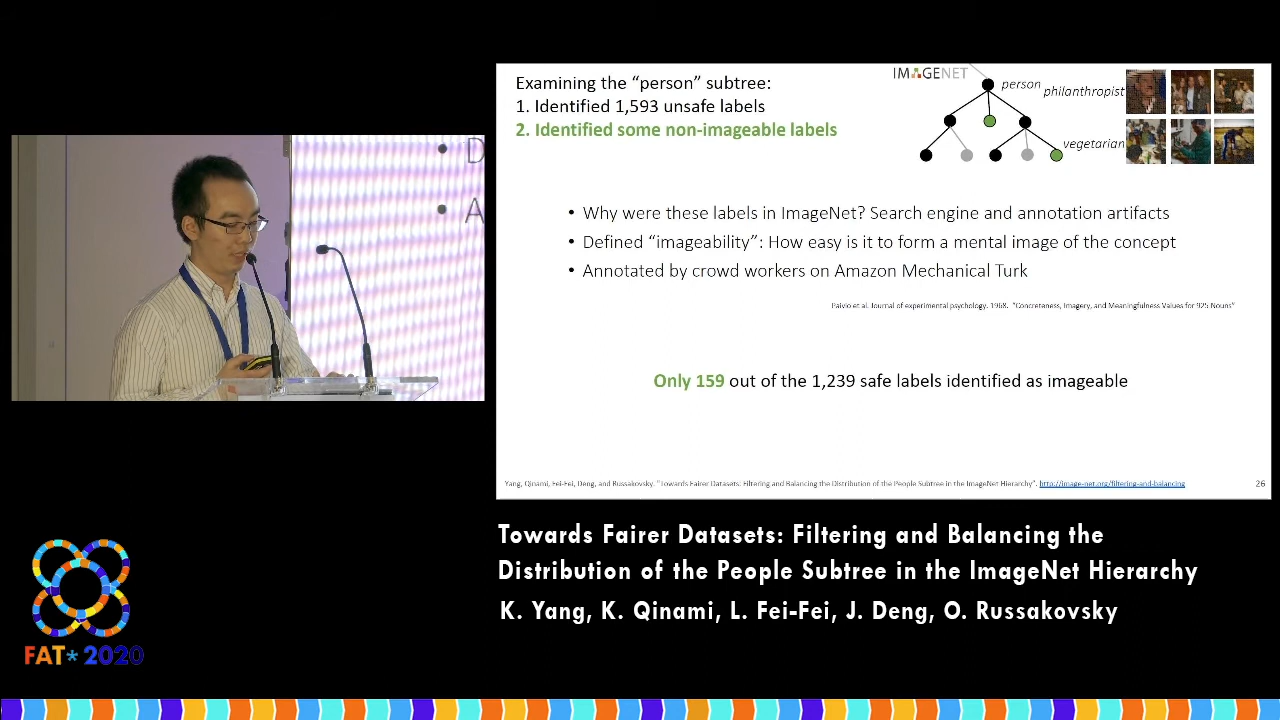 Examining the “person” subtree:
1. Identified 1,593 unsafe labels
2. Identified some non-imageable labels
IMAGENET
person
philanthropist
vegetarian
• Why were these labels in ImageNet? Search engine and annotation artifacts
• Defined “imageability”: How easy is it to form a mental image of the concept
• Annotated by crowd workers on Amazon Mechanical Turk
Paivio et al. Journal of experimental psychology. 1968. “Concreteness, Imagery, and Meaningfulness Values for 925 Nouns”
Only 159 out of the 1,239 safe labels identified as imageable
Yang, Qinami, Fei-Fei, Deng, and Russakovsky. “Towards Fairer Datasets: Filtering and Balancing the Distribution of the People Subtree in the ImageNet Hierarchy”. http://image-net.org/filtering-and-balancing
26
• D
• A
Towards Fairer Datasets: Filtering and Balancing the
Distribution of the People Subtree in the ImageNet Hierarchy
K. Yang, K. Qinami, L. Fei-Fei, J. Deng, O. Russakovsky
FAT* 2020